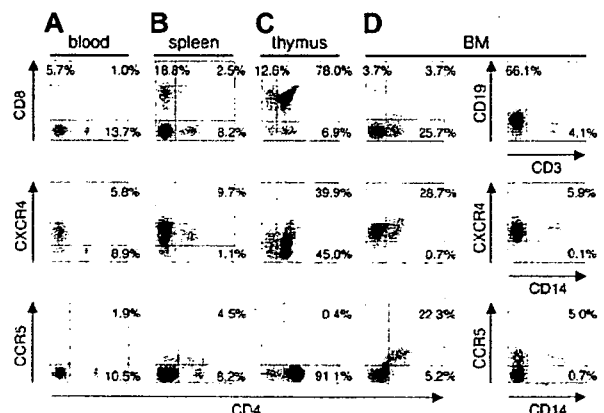 A B C D
blood spleen thymus BM
5.7% 1.0% 18.8% 2.5% 12.6% 78.0% 3.7% 3.7% 66.1%
CD8 CD19
13.7% 8.2% 6.9% 25.7% 4.1%
CD3
5.8% 9.7% 39.9% 28.7% 5.9%
CXCR4 CXCR4
8.9% 1.1% 45.0% 0.7% 0.1%
CD14
1.9% 4.5% 0.4% 22.3% 5.0%
CCR5 CCR5
10.5% 8.2% 91.1% 5.2% 0.7%
CD4 CD14